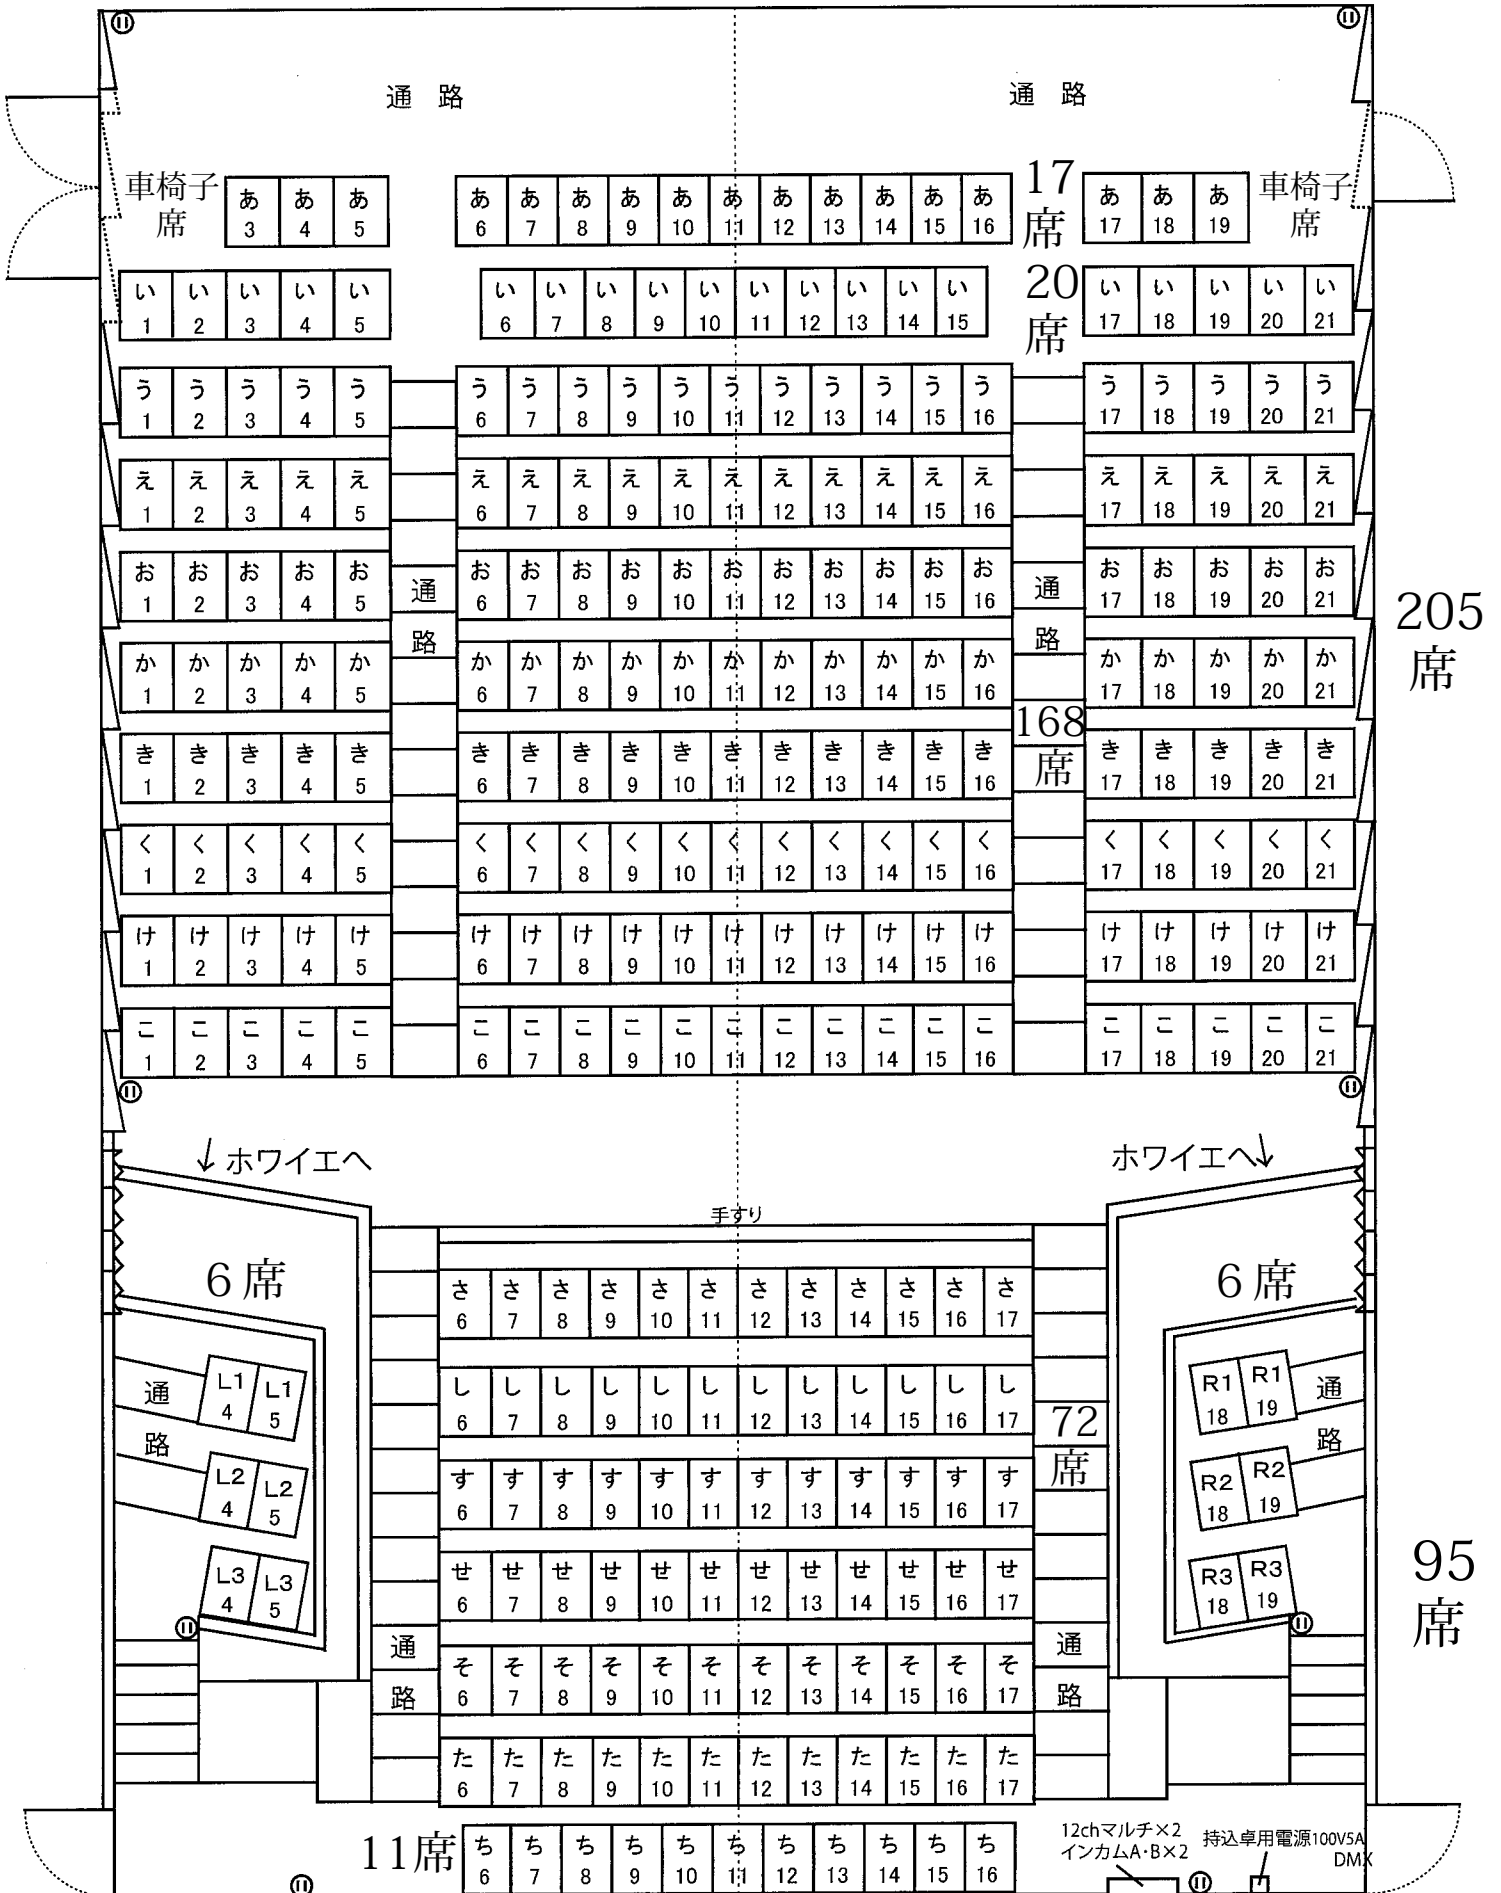 通 路 通 路
車椅子 17 車椅子
席 席 席
あ あ あ あ あ あ あ あ あ あ あ あ あ あ あ あ あ
3 4 5 6 7 8 9 10 11 12 13 14 15 16 17 18 19
20
席
い い い い い い い い い い い い い い い い い い い い
1 2 3 4 5 6 7 8 9 10 11 12 13 14 15 17 18 19 20 21
う う う う う う う う う う う う う う う う う う う う う
1 2 3 4 5 6 7 8 9 10 11 12 13 14 15 16 17 18 19 20 21
え え え え え え え え え え え え え え え え え え え え え
1 2 3 4 5 6 7 8 9 10 11 12 13 14 15 16 17 18 19 20 21
お お お お お お お お お お お お お お お お お お お お お
1 2 3 4 5 6 7 8 9 10 11 12 13 14 15 16 17 18 19 20 21
通 通
路 路
205
席
か か か か か か か か か か か か か か か か か か か か か
1 2 3 4 5 6 7 8 9 10 11 12 13 14 15 16 17 18 19 20 21
168
席
き き き き き き き き き き き き き き き き き き き き き
1 2 3 4 5 6 7 8 9 10 11 12 13 14 15 16 17 18 19 20 21
く く く く く く く く く く く く く く く く く く く く く
1 2 3 4 5 6 7 8 9 10 11 12 13 14 15 16 17 18 19 20 21
け け け け け け け け け け け け け け け け け け け け け
1 2 3 4 5 6 7 8 9 10 11 12 13 14 15 16 17 18 19 20 21
こ こ こ こ こ こ こ こ こ こ こ こ こ こ こ こ こ こ こ こ こ
1 2 3 4 5 6 7 8 9 10 11 12 13 14 15 16 17 18 19 20 21
↓ホワイエへ ホワイエへ↓
手すり
6席 6席
さ さ さ さ さ さ さ さ さ さ さ さ
6 7 8 9 10 11 12 13 14 15 16 17
通 L1 L1 し し し し し し し し し し し し R1 R1 通
4 5 6 7 8 9 10 11 12 13 14 15 16 17 18 19
72
席
路 路
L2 L2 す す す す す す す す す す す す R2 R2
4 5 6 7 8 9 10 11 12 13 14 15 16 17 18 19
L3 L3 せ せ せ せ せ せ せ せ せ せ せ せ R3 R3
4 5 6 7 8 9 10 11 12 13 14 15 16 17 18 19
95
席
通 そ そ そ そ そ そ そ そ そ そ そ そ 通
路 6 7 8 9 10 11 12 13 14 15 16 17 路
た た た た た た た た た た た た
6 7 8 9 10 11 12 13 14 15 16 17
11席 ち ち ち ち ち ち ち ち ち ち ち
6 7 8 9 10 11 12 13 14 15 16
12chマルチ×2
インカムA・B×2
持込卓用電源100V5A
DMX